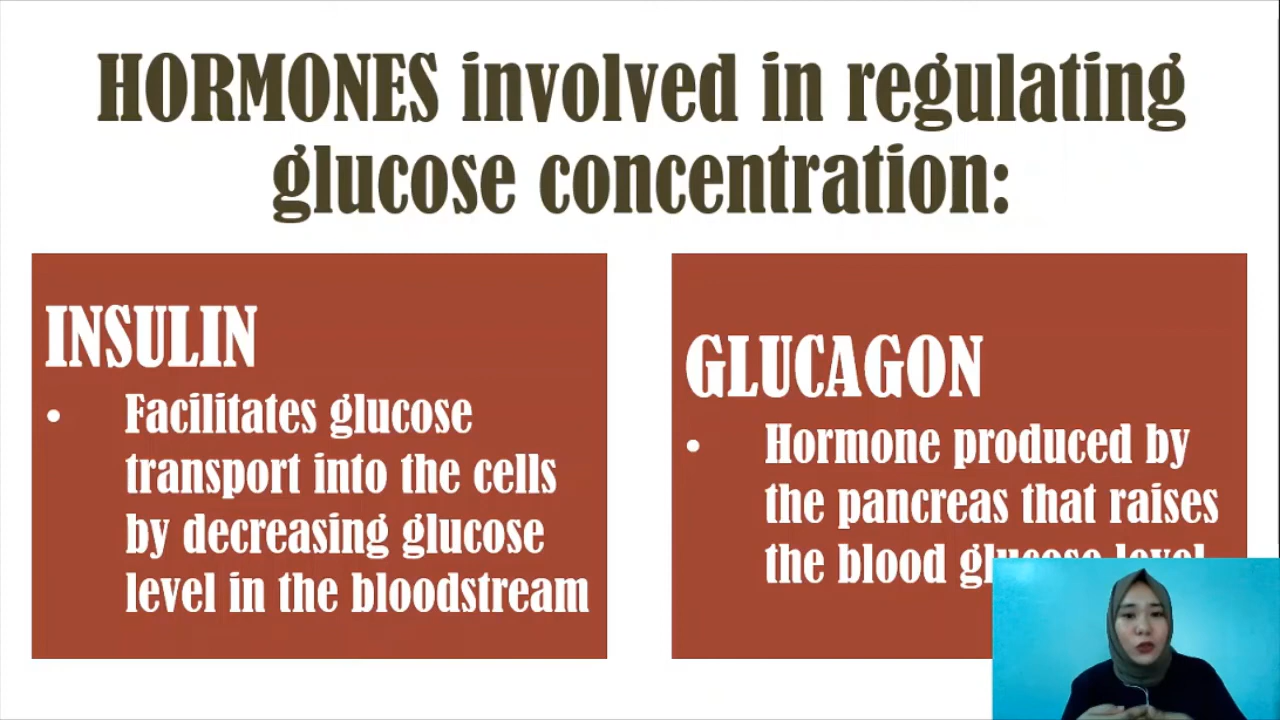 HORMONES involved in regulating
glucose concentration:
INSULIN
• Facilitates glucose
transport into the cells
by decreasing glucose
level in the bloodstream
GLUCAGON
• Hormone produced by
the pancreas that raises
the blood glucose level